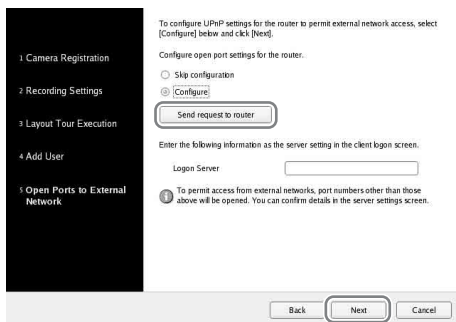 To configure UPnP settings for the router to permit external network access, select
[Configure] below and click [Next].
1 Camera Registration
Configure open port settings for the router.
Skip configuration
2 Recording Settings
Configure
Send request to router
3 Layout Tour Execution
Enter the following information as the server setting in the client logon screen.
4 Add User
Logon Server
5 Open Ports to External
Network
To permit access from external networks, port numbers other than those
above will be opened. You can confirm details in the server settings screen.
Back
Next
Cancel